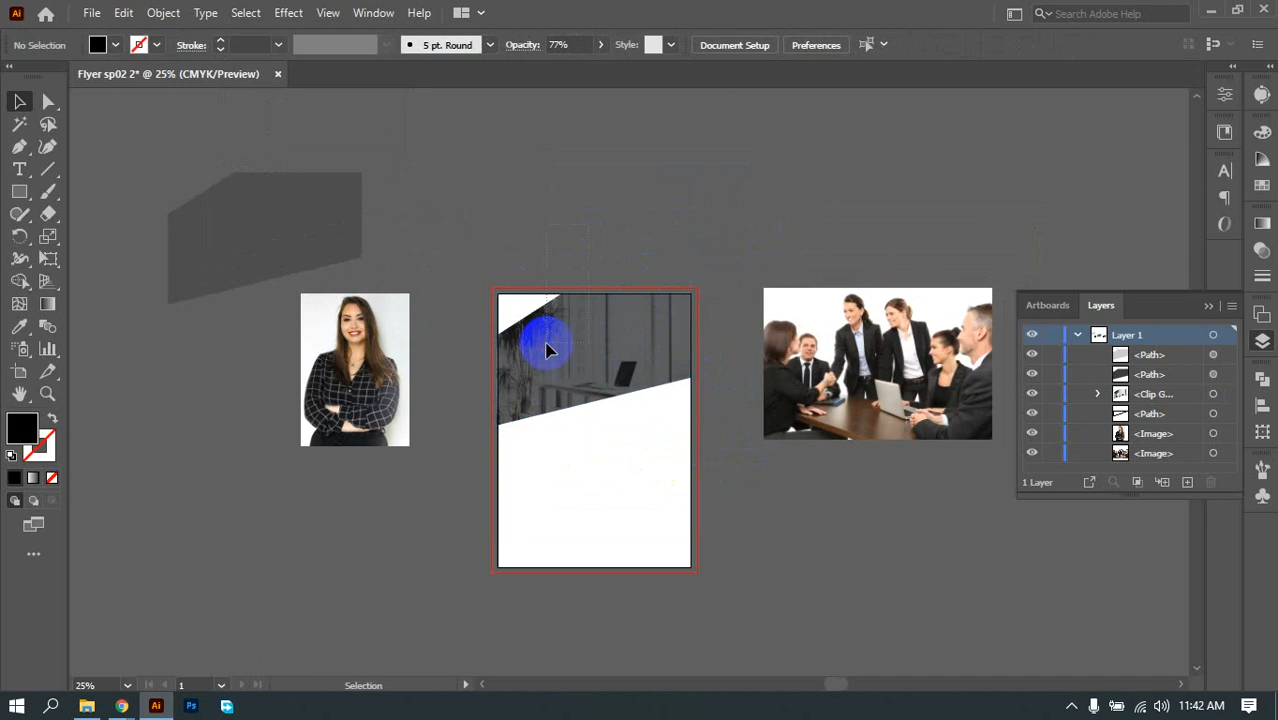 Ai File Edit Object Type Select Effect View Window Help Search Adobe Help
No Selection Stroke: 5 pt. Round Opacity: 77% Style: Document Setup Preferences
Flyer sp02 2* @ 25% (CMYK/Preview)
Artboards Layers
Layer 1
<Path>
<Path>
<Clip G...
<Path>
<Image>
<Image>
1 Layer
25% 1 Selection
Ai Ps 11:42 AM